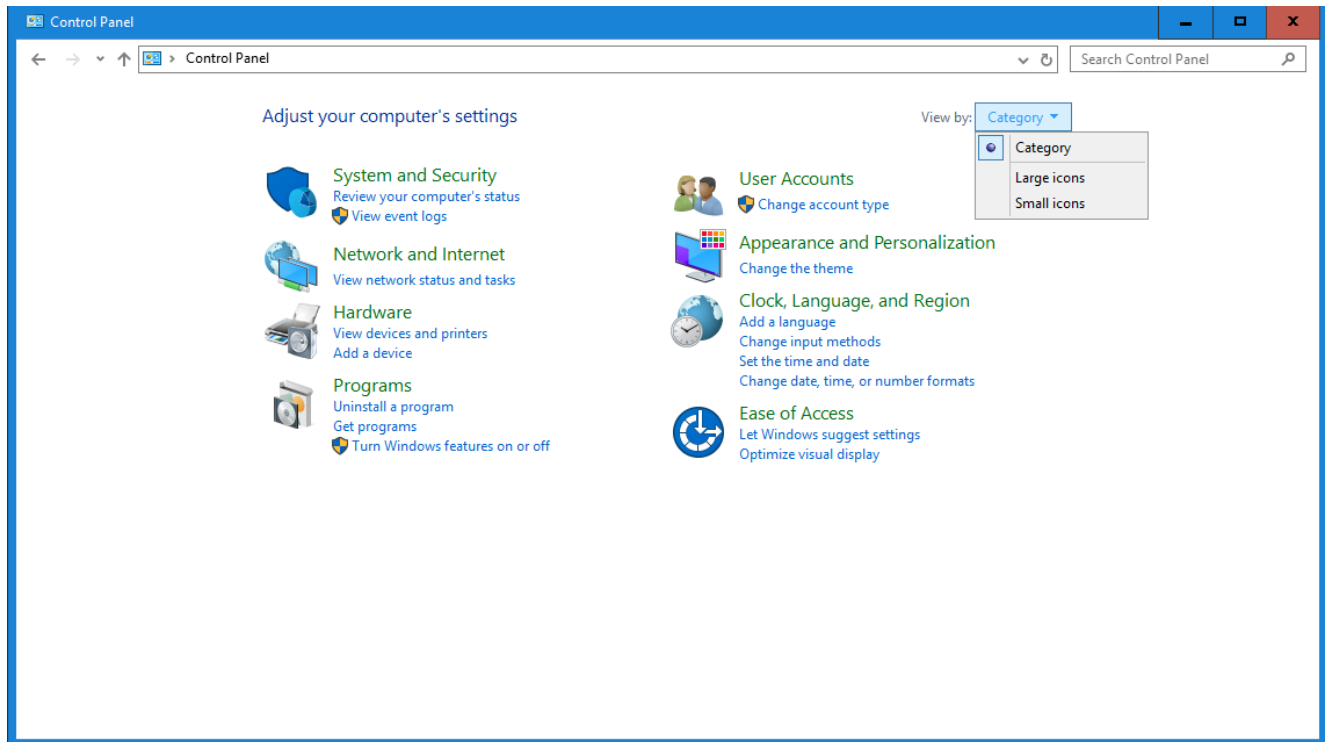 Control Panel
Control Panel
Search Control Panel
Adjust your computer's settings
View by: Category
Category
Large icons
Small icons
System and Security
Review your computer's status
View event logs
Network and Internet
View network status and tasks
Hardware
View devices and printers
Add a device
Programs
Uninstall a program
Get programs
Turn Windows features on or off
User Accounts
Change account type
Appearance and Personalization
Change the theme
Clock, Language, and Region
Add a language
Change input methods
Set the time and date
Change date, time, or number formats
Ease of Access
Let Windows suggest settings
Optimize visual display